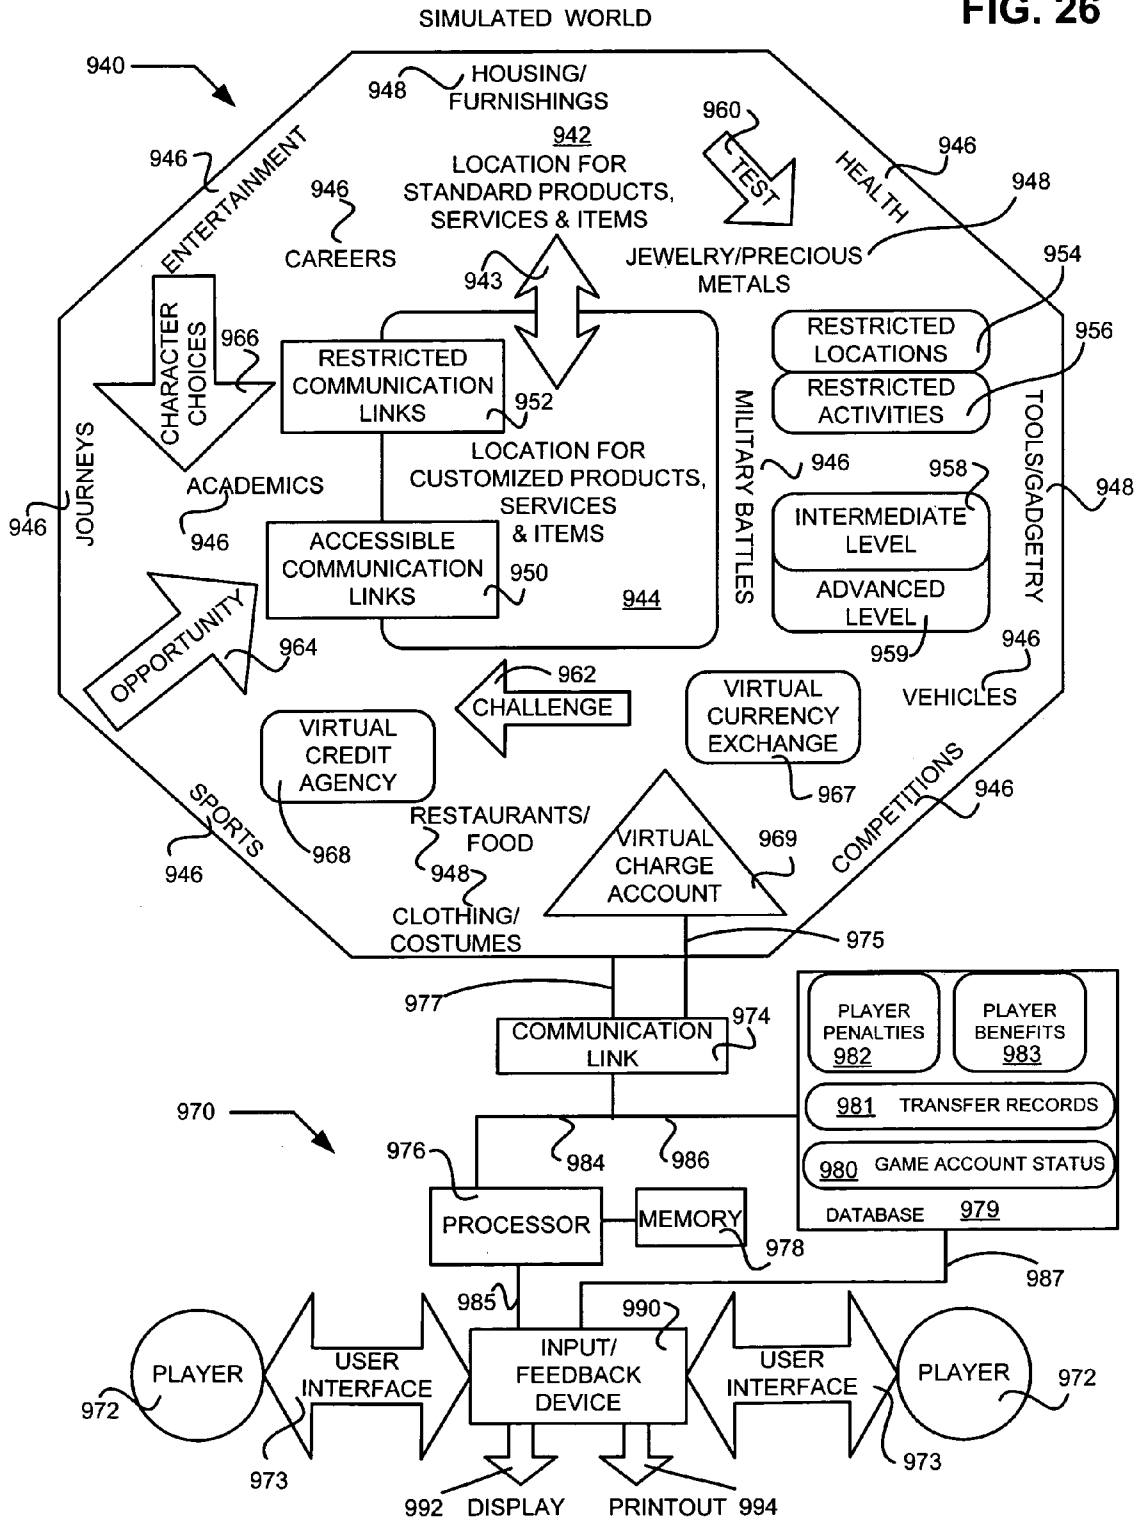 FIG. 26
SIMULATED WORLD
940
948
HOUSING/
FURNISHINGS
942
LOCATION FOR
STANDARD PRODUCTS,
SERVICES & ITEMS
960
TEST
946
ENTERTAINMENT
946
HEALTH
946
CAREERS
948
JEWELRY/PRECIOUS
METALS
943
954
RESTRICTED
LOCATIONS
956
RESTRICTED
ACTIVITIES
CHARACTER
CHOICES
966
RESTRICTED
COMMUNICATION
LINKS
952
MILITARY BATTLES
946
TOOLS/GADGETRY
948
JOURNEYS
946
ACADEMICS
946
LOCATION FOR
CUSTOMIZED PRODUCTS,
SERVICES
& ITEMS
944
958
INTERMEDIATE
LEVEL
ADVANCED
LEVEL
959
ACCESSIBLE
COMMUNICATION
LINKS
950
OPPORTUNITY
964
962
CHALLENGE
946
VEHICLES
VIRTUAL
CURRENCY
EXCHANGE
967
VIRTUAL
CREDIT
AGENCY
968
SPORTS
946
COMPETITIONS
946
RESTAURANTS/
FOOD
948
CLOTHING/
COSTUMES
VIRTUAL
CHARGE
ACCOUNT
969
975
977
COMMUNICATION
LINK
974
PLAYER
PENALTIES
982
PLAYER
BENEFITS
983
981 TRANSFER RECORDS
980 GAME ACCOUNT STATUS
DATABASE 979
970
984
986
976
PROCESSOR
MEMORY
978
985
987
990
INPUT/
FEEDBACK
DEVICE
PLAYER
972
USER
INTERFACE
973
USER
INTERFACE
973
PLAYER
972
992 DISPLAY
PRINTOUT 994